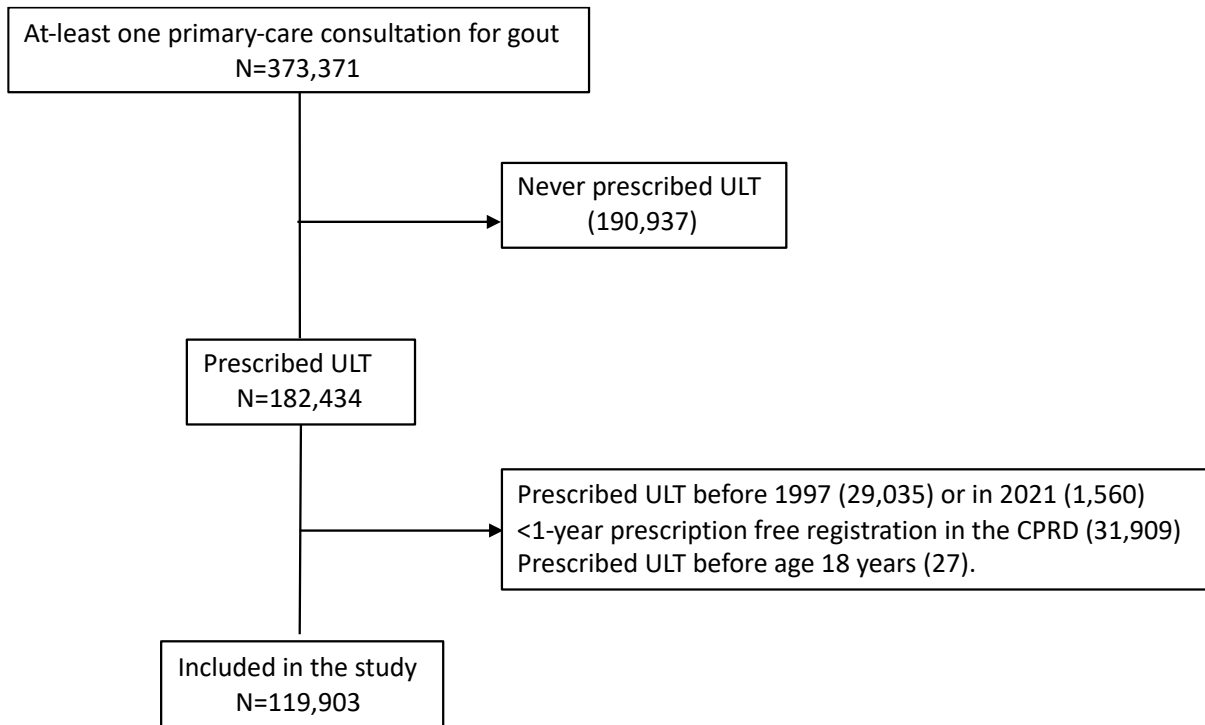 At-least one primary-care consultation for gout
N=373,371
Never prescribed ULT
(190,937)
Prescribed ULT
N=182,434
Prescribed ULT before 1997 (29,035) or in 2021 (1,560)
<1-year prescription free registration in the CPRD (31,909)
Prescribed ULT before age 18 years (27).
Included in the study
N=119,903